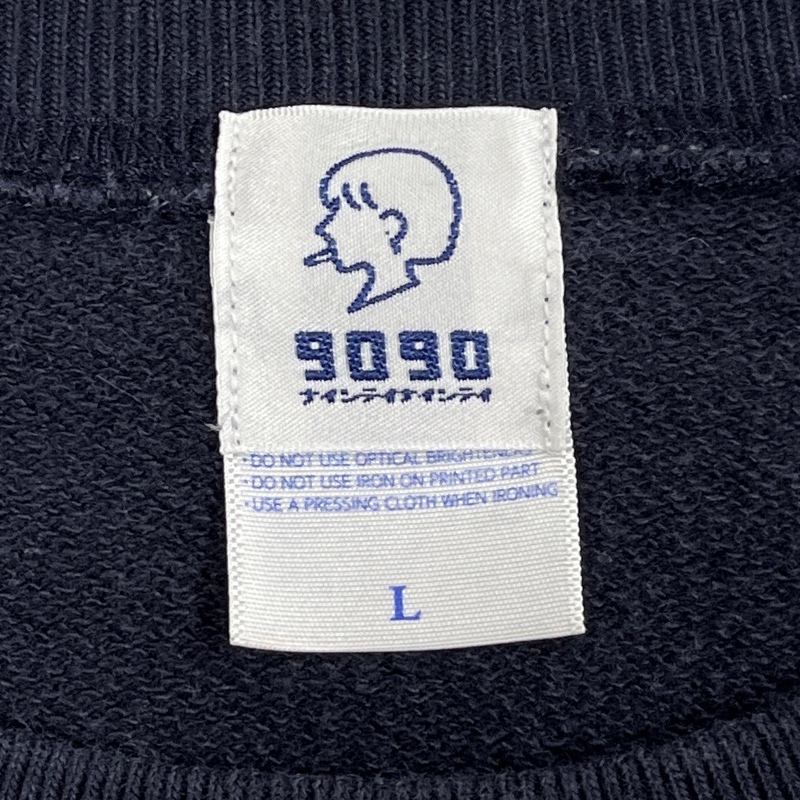 9090
ナインティナインティ
· DO NOT USE OPTICAL BRIGHTENERS
· DO NOT USE IRON ON PRINTED PART
· USE A PRESSING CLOTH WHEN IRONING
L